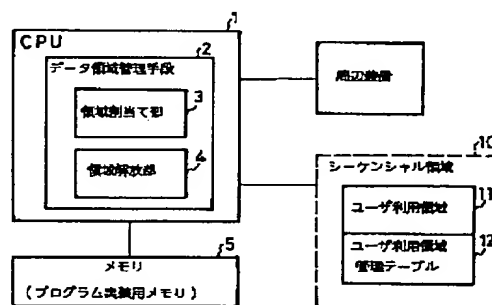 1
CPU
2
データ領域管理手段
3
領域割当て部
4
領域解放部
周辺装置
10
シーケンシャル領域
11
ユーザ利用領域
12
ユーザ利用領域
管理テーブル
5
メモリ
(プログラム実装用メモリ)